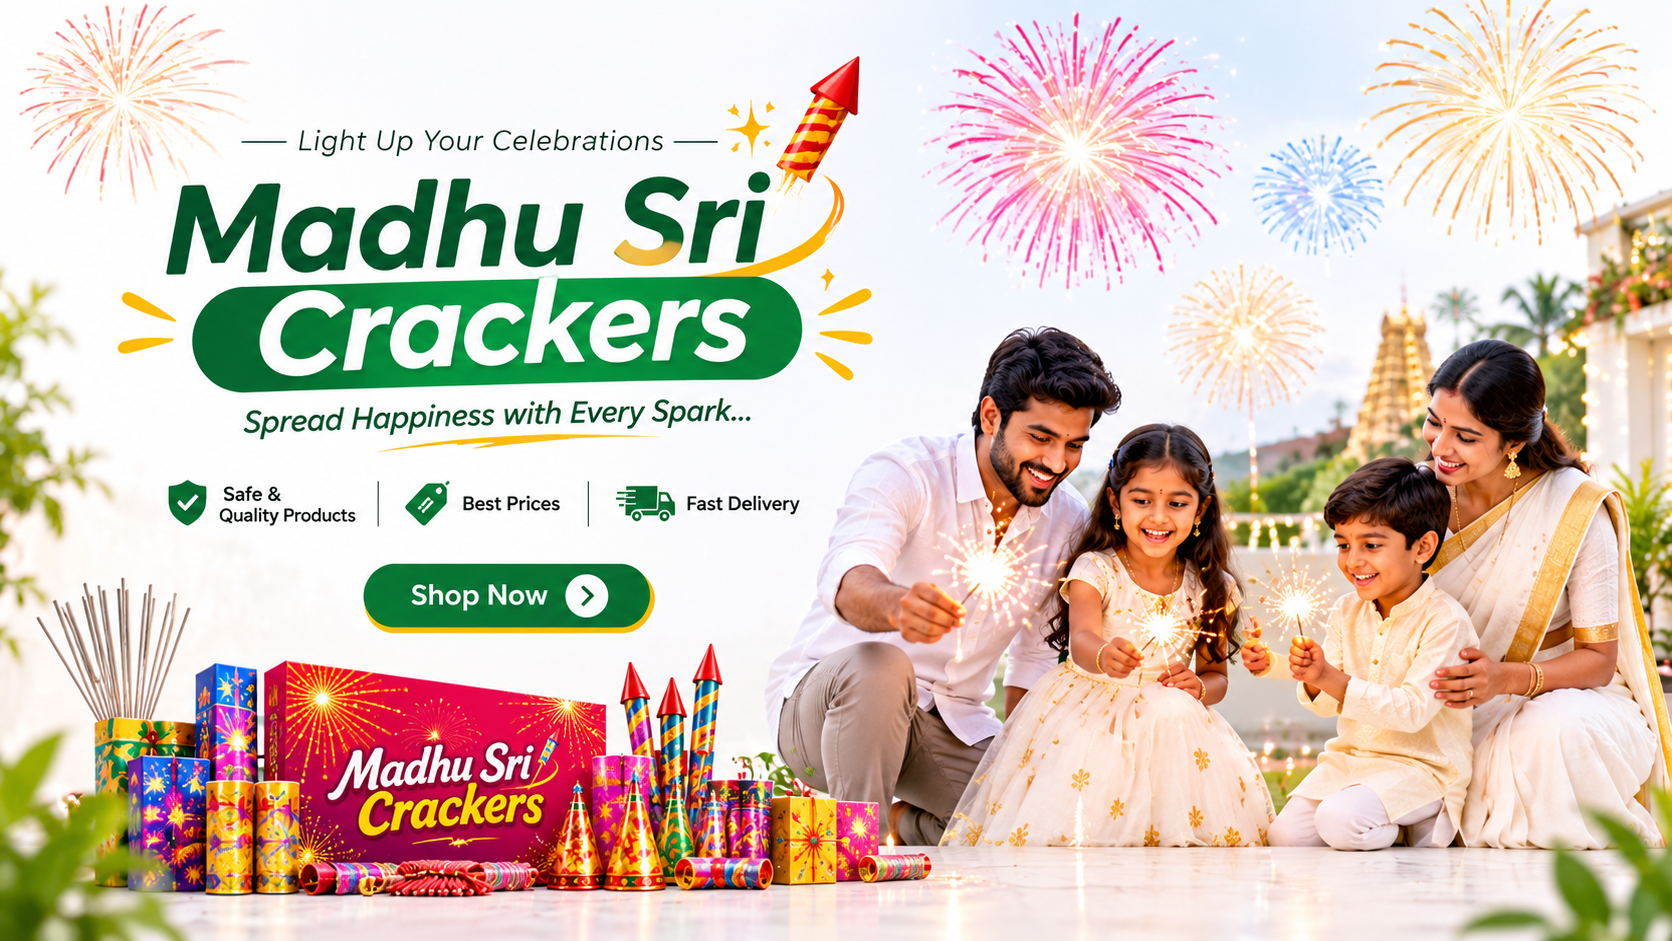 Light Up Your Celebrations
Madhu Sri
Crackers
Spread Happiness with Every Spark...
Safe &
Quality Products
Best Prices
Fast Delivery
Shop Now
Madhu Sri
Crackers